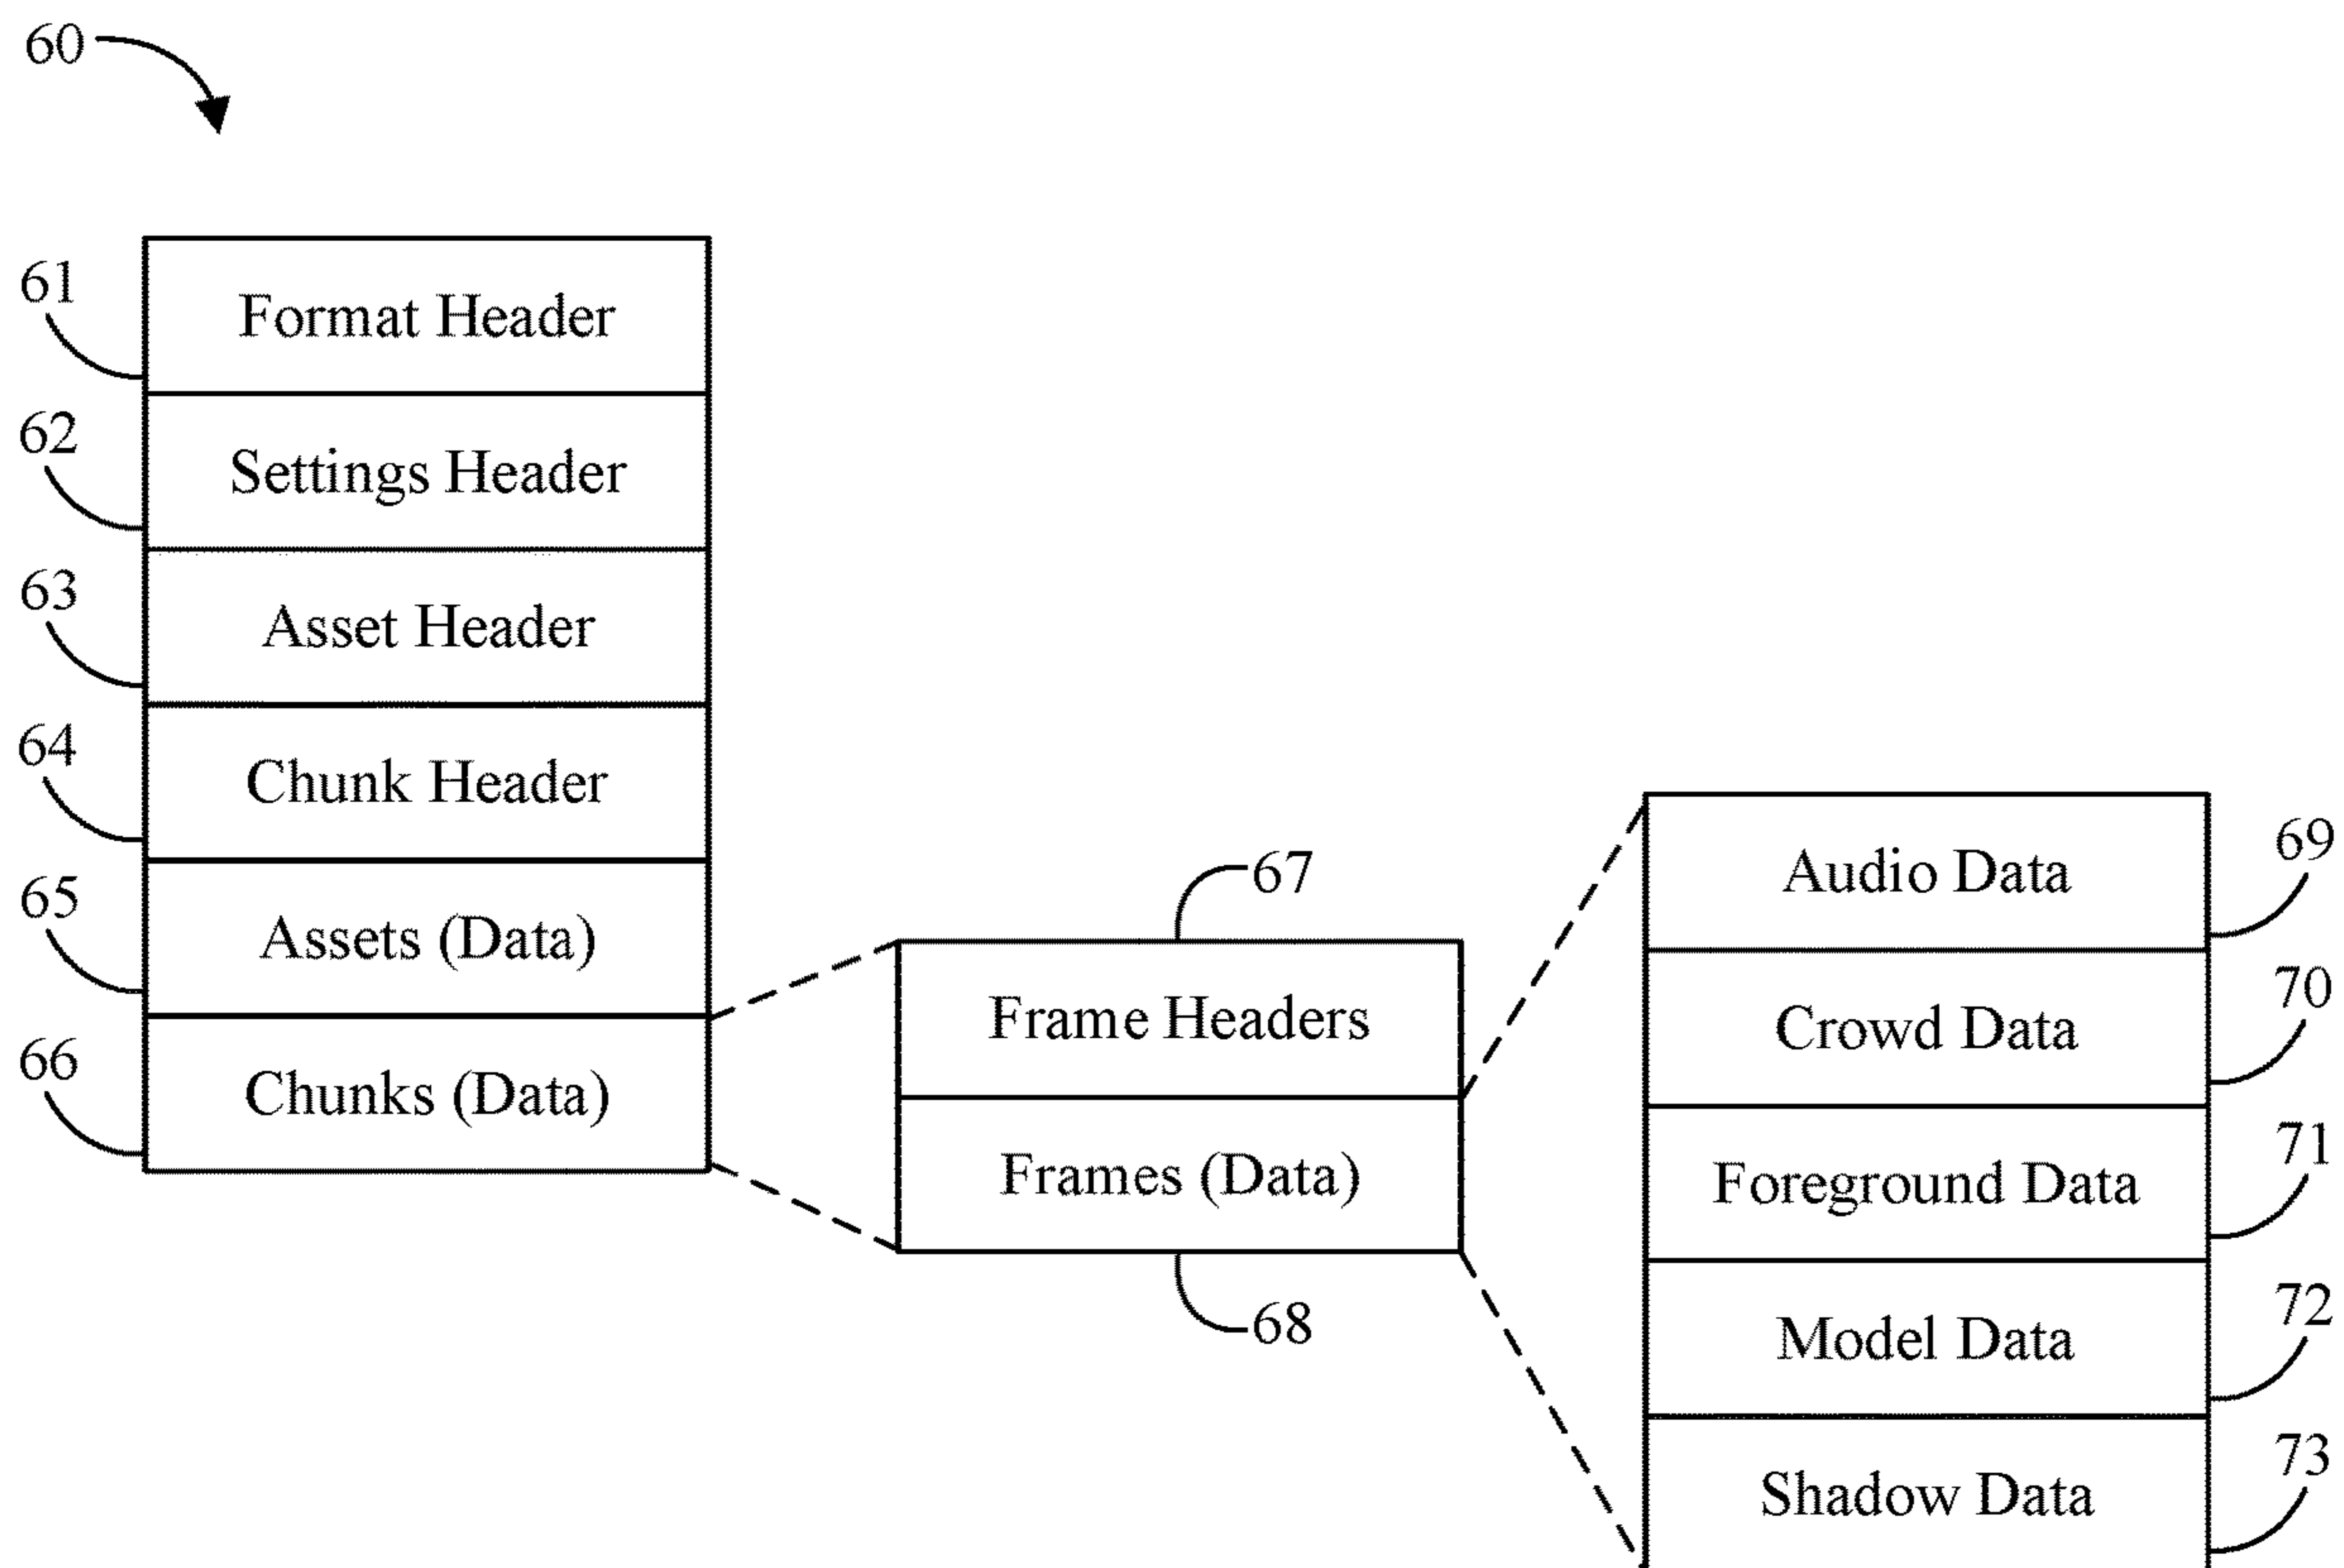 60
61
Format Header
62
Settings Header
63
Asset Header
64
Chunk Header
65
Assets (Data)
66
Chunks (Data)
67
Frame Headers
Frames (Data)
68
Audio Data
69
Crowd Data
70
Foreground Data
71
Model Data
72
Shadow Data
73